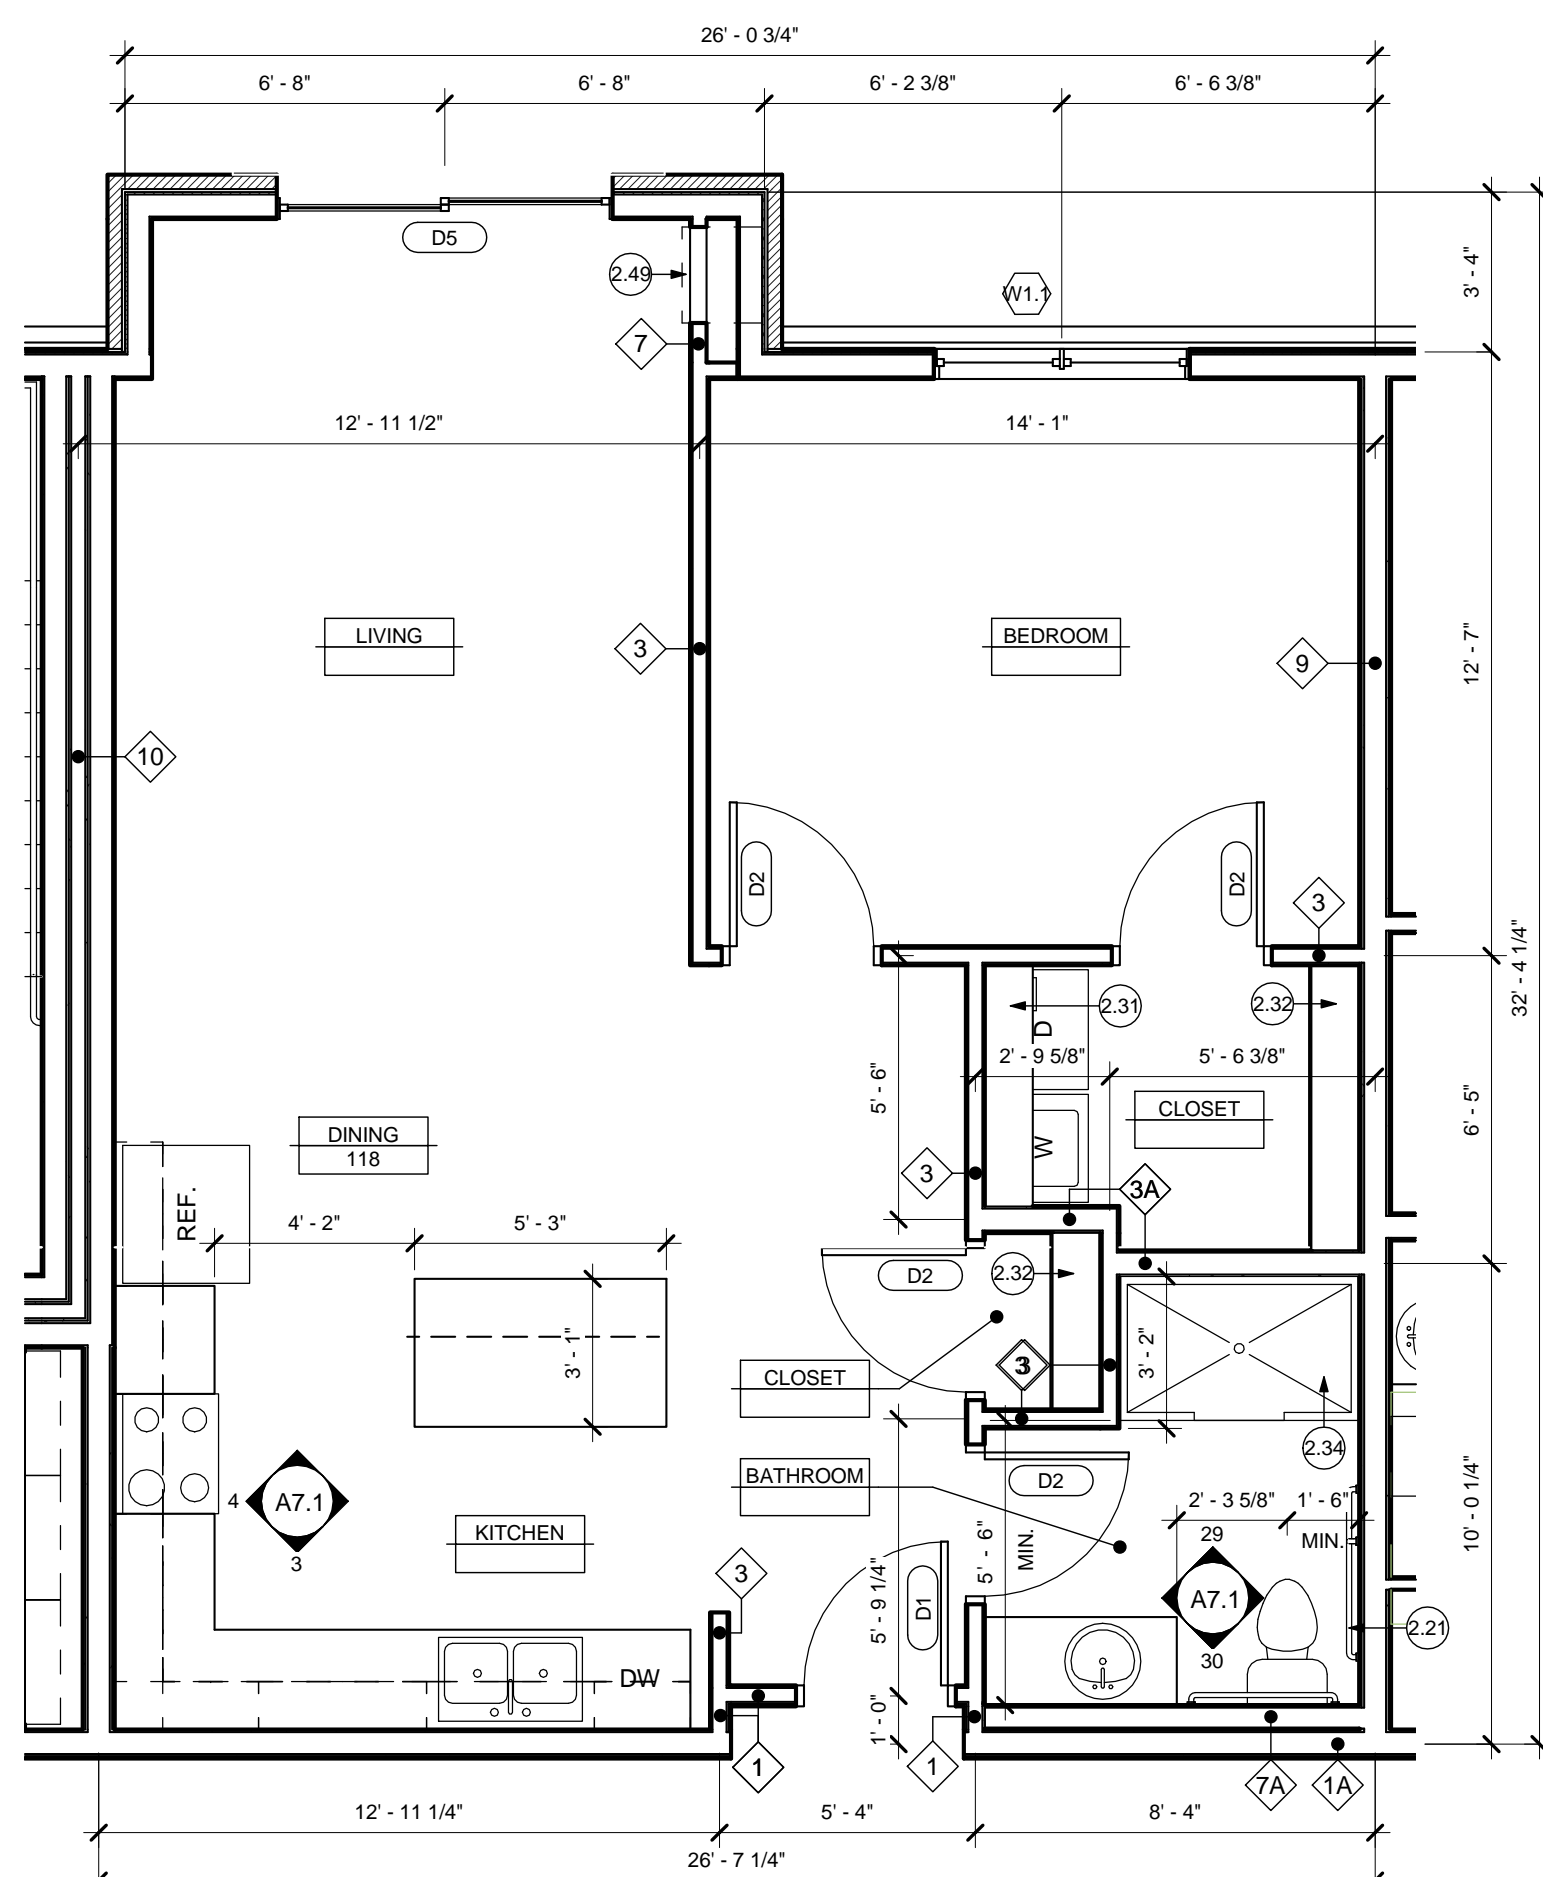 26' - 0 3/4"
6' - 8"
6' - 8"
6' - 2 3/8"
6' - 6 3/8"
D5
2.49
W1.1
3' - 4"
7
12' - 11 1/2"
14' - 1"
LIVING
3
BEDROOM
9
12' - 7"
10
D2
D2
3
32' - 4 1/4"
2.31
2.32
D
2' - 9 5/8"
5' - 6 3/8"
5' - 6"
CLOSET
6' - 5"
DINING
118
W
3
3A
REF.
4' - 2"
5' - 3"
D2
2.32
3' - 1"
3
3' - 2"
CLOSET
2.34
BATHROOM
D2
4
A7.1
3
2' - 3 5/8"
1' - 6"
MIN.
KITCHEN
5' - 6"
MIN.
29
A7.1
30
10' - 0 1/4"
3
5' - 9 1/4"
D1
2.21
DW
1' - 0"
1
1
7A
1A
12' - 11 1/4"
5' - 4"
8' - 4"
26' - 7 1/4"